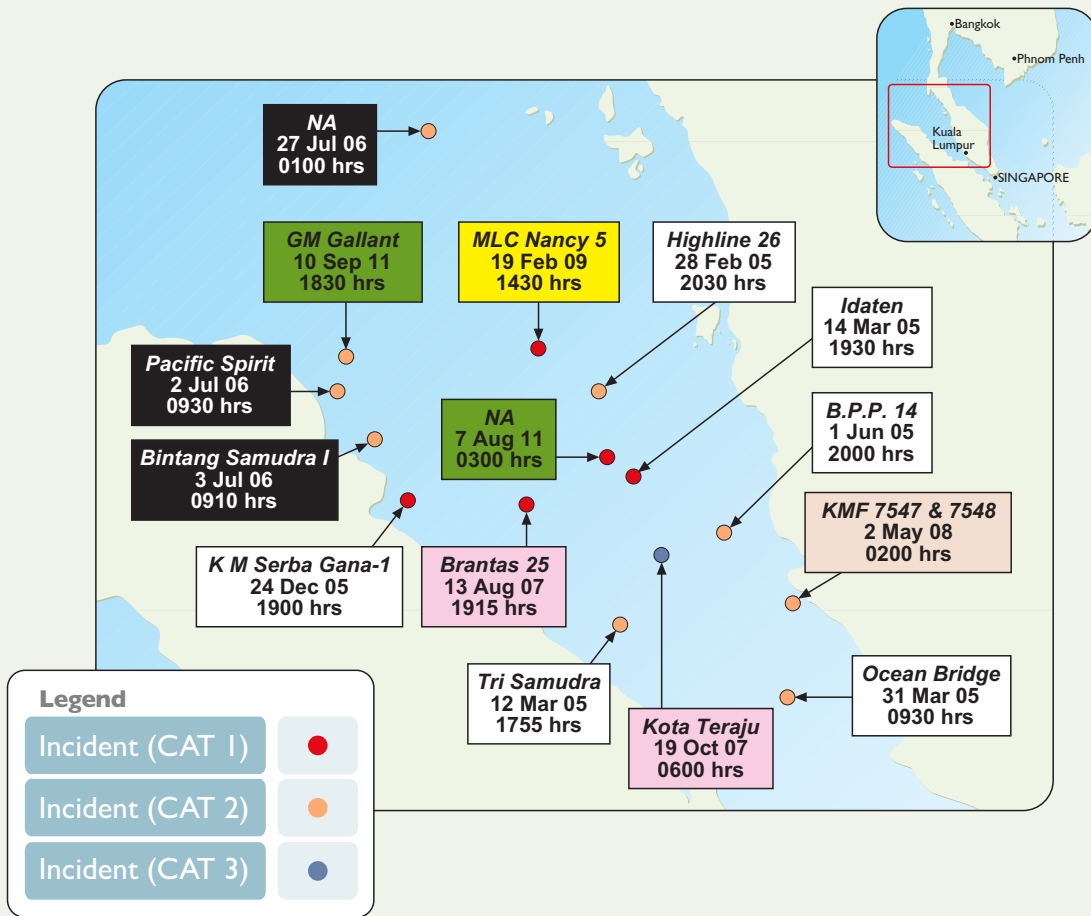 Bangkok
Phnom Penh
Kuala
Lumpur
SINGAPORE
NA
27 Jul 06
0100 hrs
GM Gallant
10 Sep 11
1830 hrs
MLC Nancy 5
19 Feb 09
1430 hrs
Highline 26
28 Feb 05
2030 hrs
Idaten
14 Mar 05
1930 hrs
Pacific Spirit
2 Jul 06
0930 hrs
NA
7 Aug 11
0300 hrs
B.P.P. 14
1 Jun 05
2000 hrs
Bintang Samudra I
3 Jul 06
0910 hrs
KMF 7547 & 7548
2 May 08
0200 hrs
K M Serba Gana-1
24 Dec 05
1900 hrs
Brantas 25
13 Aug 07
1915 hrs
Tri Samudra
12 Mar 05
1755 hrs
Kota Teraju
19 Oct 07
0600 hrs
Ocean Bridge
31 Mar 05
0930 hrs
Legend
Incident (CAT 1)
Incident (CAT 2)
Incident (CAT 3)